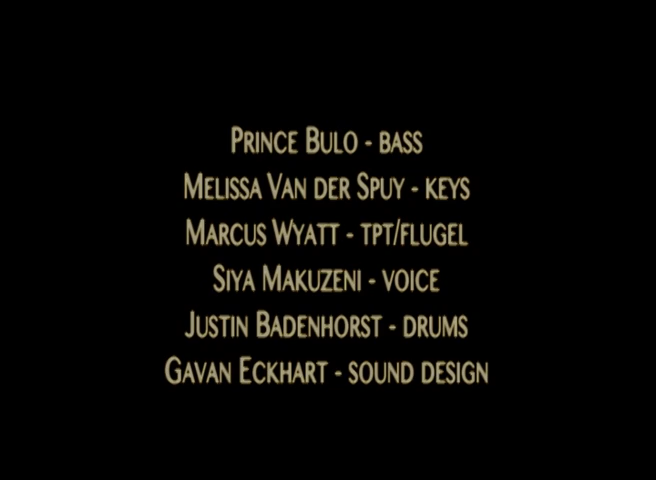 Prince Bulo - bass
Melissa Van der Spuy - keys
Marcus Wyatt - tpt/flugel
Siya Makuzeni - voice
Justin Badenhorst - drums
Gavan Eckhart - sound design